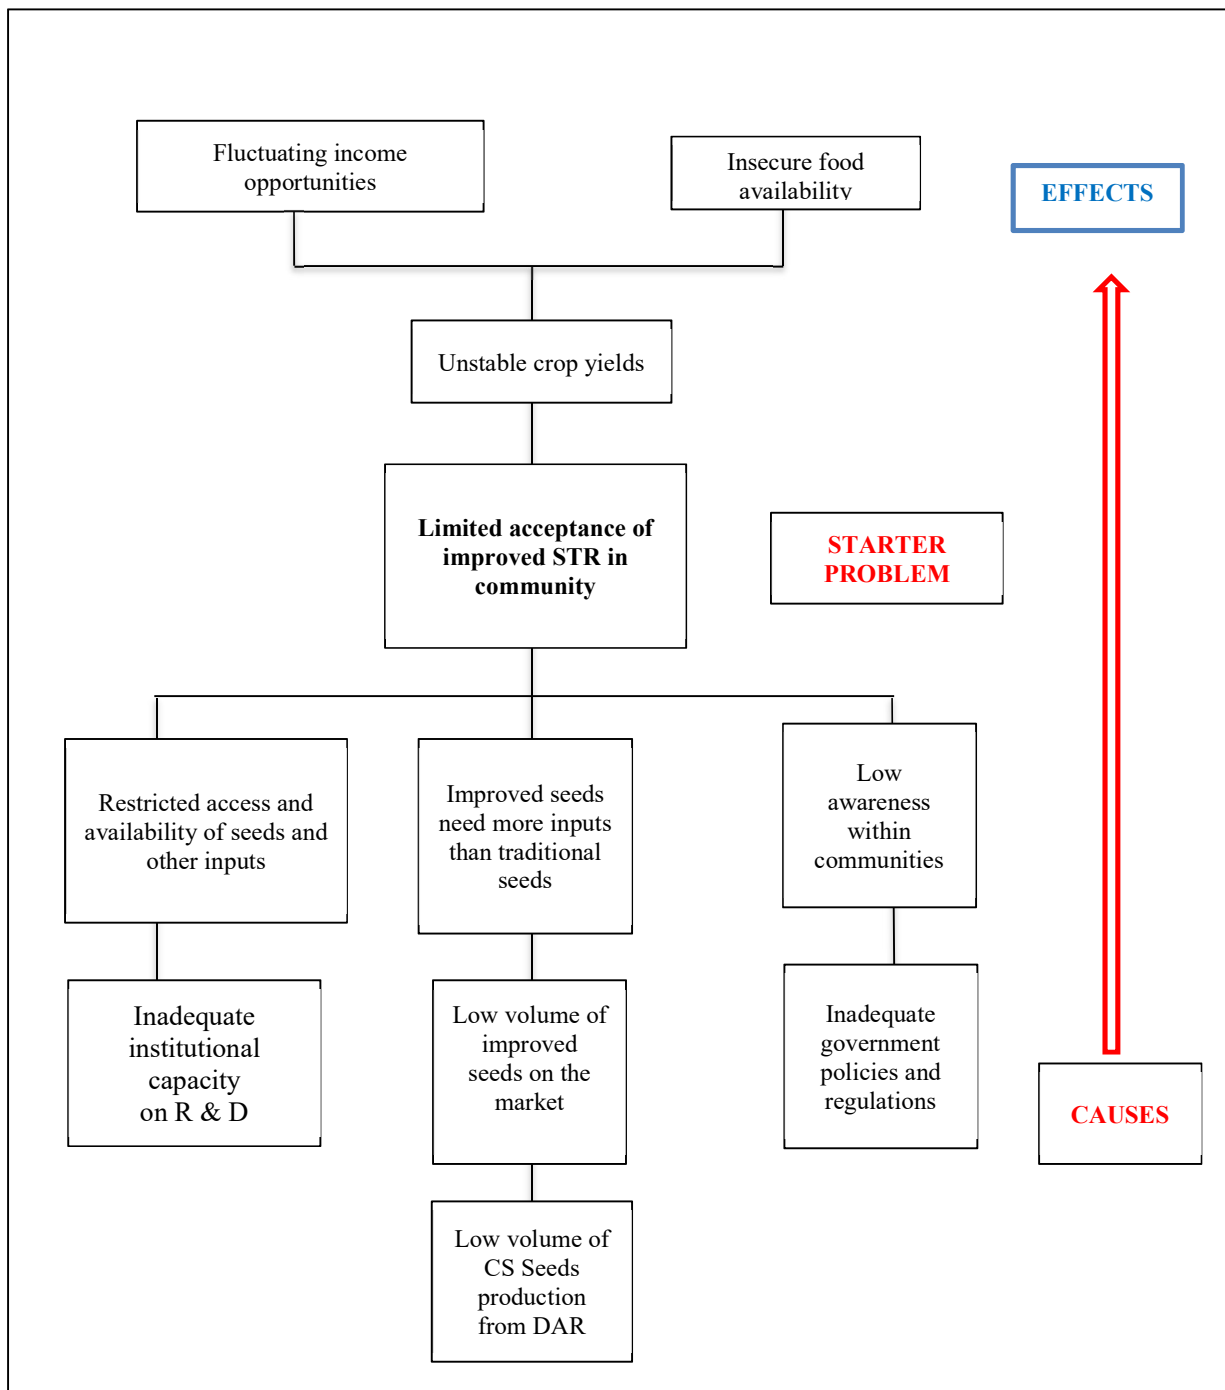 Fluctuating income
opportunities
Insecure food
availability
EFFECTS
Unstable crop yields
Limited acceptance of
improved STR in
community
STARTER
PROBLEM
Restricted access and
availability of seeds and
other inputs
Improved seeds
need more inputs
than traditional
seeds
Low
awareness
within
communities
Inadequate
institutional
capacity
on R & D
Low volume of
improved
seeds on the
market
Inadequate
government
policies and
regulations
CAUSES
Low volume of
CS Seeds
production
from DAR